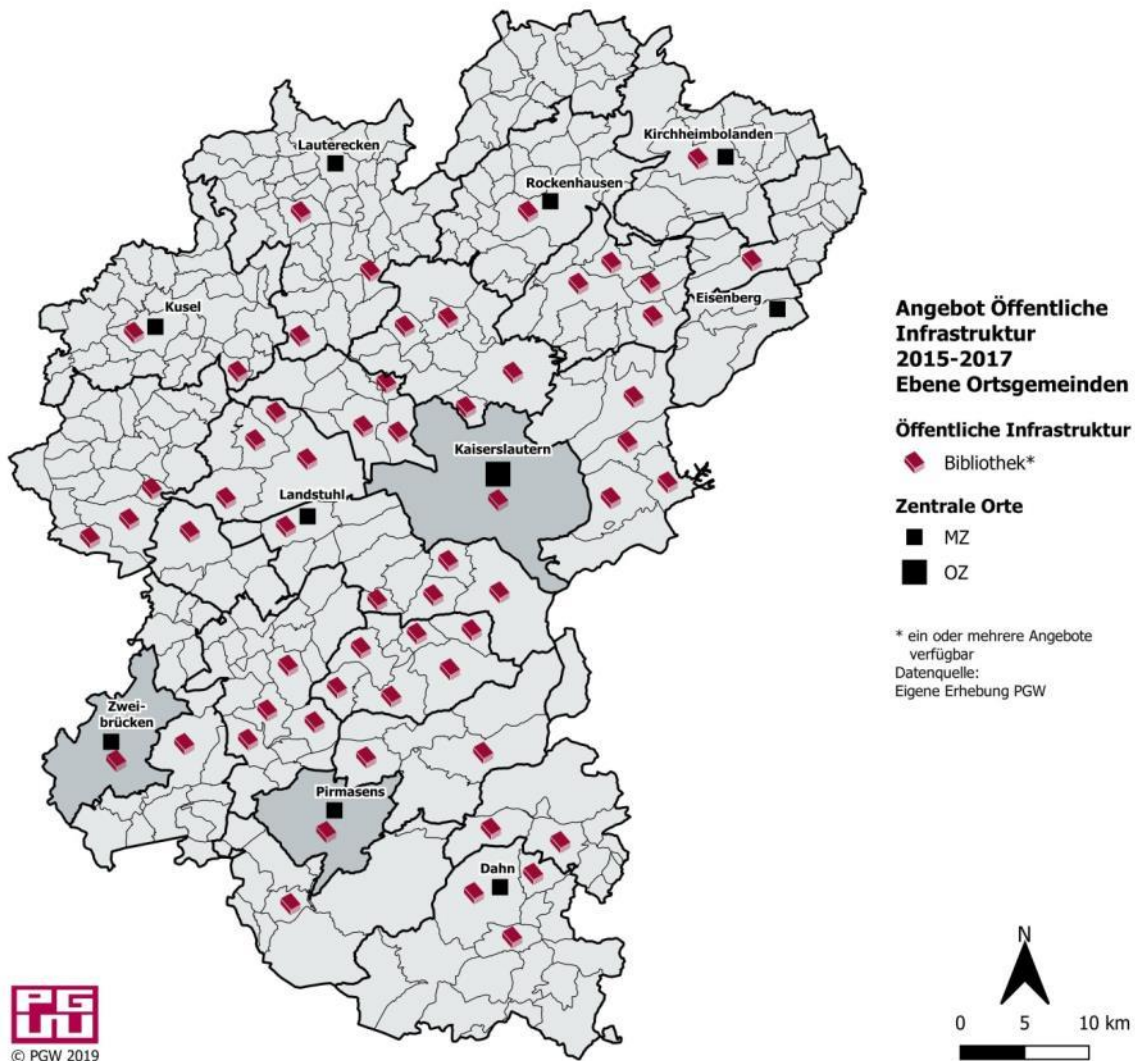 Kirchheimbolanden
Lauterecken
Rockenhausen
Kusel
Eisenberg
Kaiserslautern
Landstuhl
Zwei-
brücken
Pirmasens
Dahn
Angebot Öffentliche
Infrastruktur
2015-2017
Ebene Ortsgemeinden
Öffentliche Infrastruktur
Bibliothek*
Zentrale Orte
MZ
OZ
* ein oder mehrere Angebote
verfügbar
Datenquelle:
Eigene Erhebung PGW
N
0 5 10 km
PGW
© PGW 2019